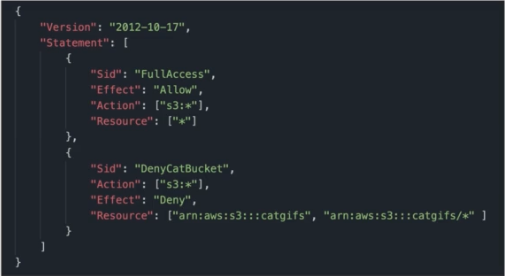 {
"Version": "2012-10-17",
"Statement": [
{
"Sid": "FullAccess",
"Effect": "Allow",
"Action": ["s3:*"],
"Resource": ["*"]
},
{
"Sid": "DenyCatBucket",
"Action": ["s3:*"],
"Effect": "Deny",
"Resource": ["arn:aws:s3:::catgifs", "arn:aws:s3:::catgifs/*" ]
}
]
}